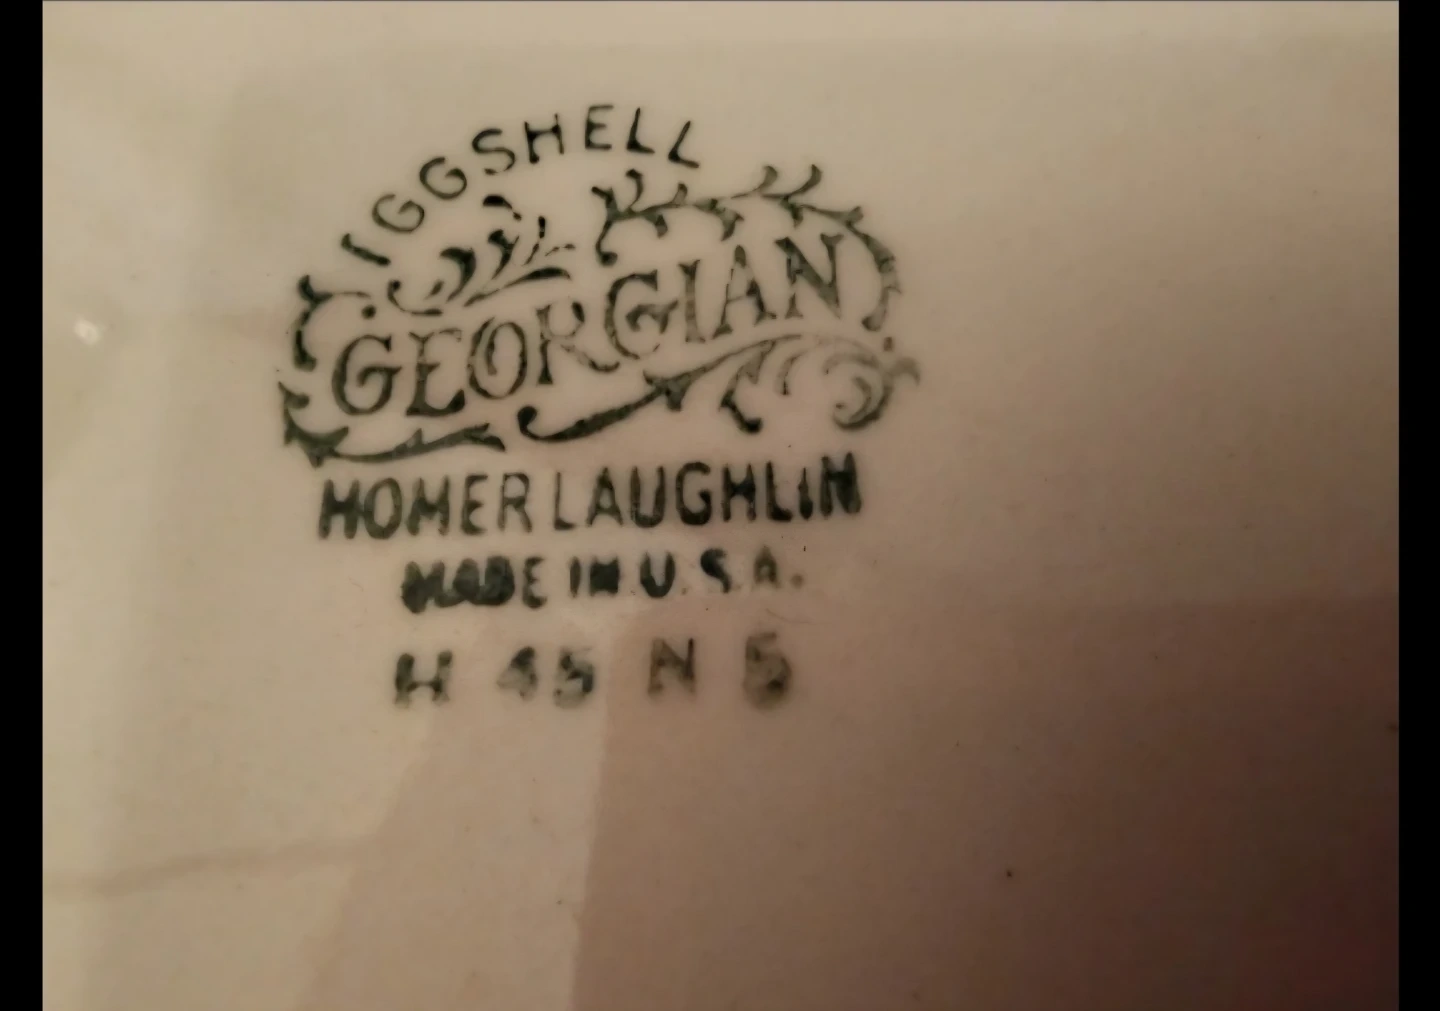 EGGSHELL
GEORGIAN
HOMER LAUGHLIN
MADE IN U.S.A.
H 45 N 5